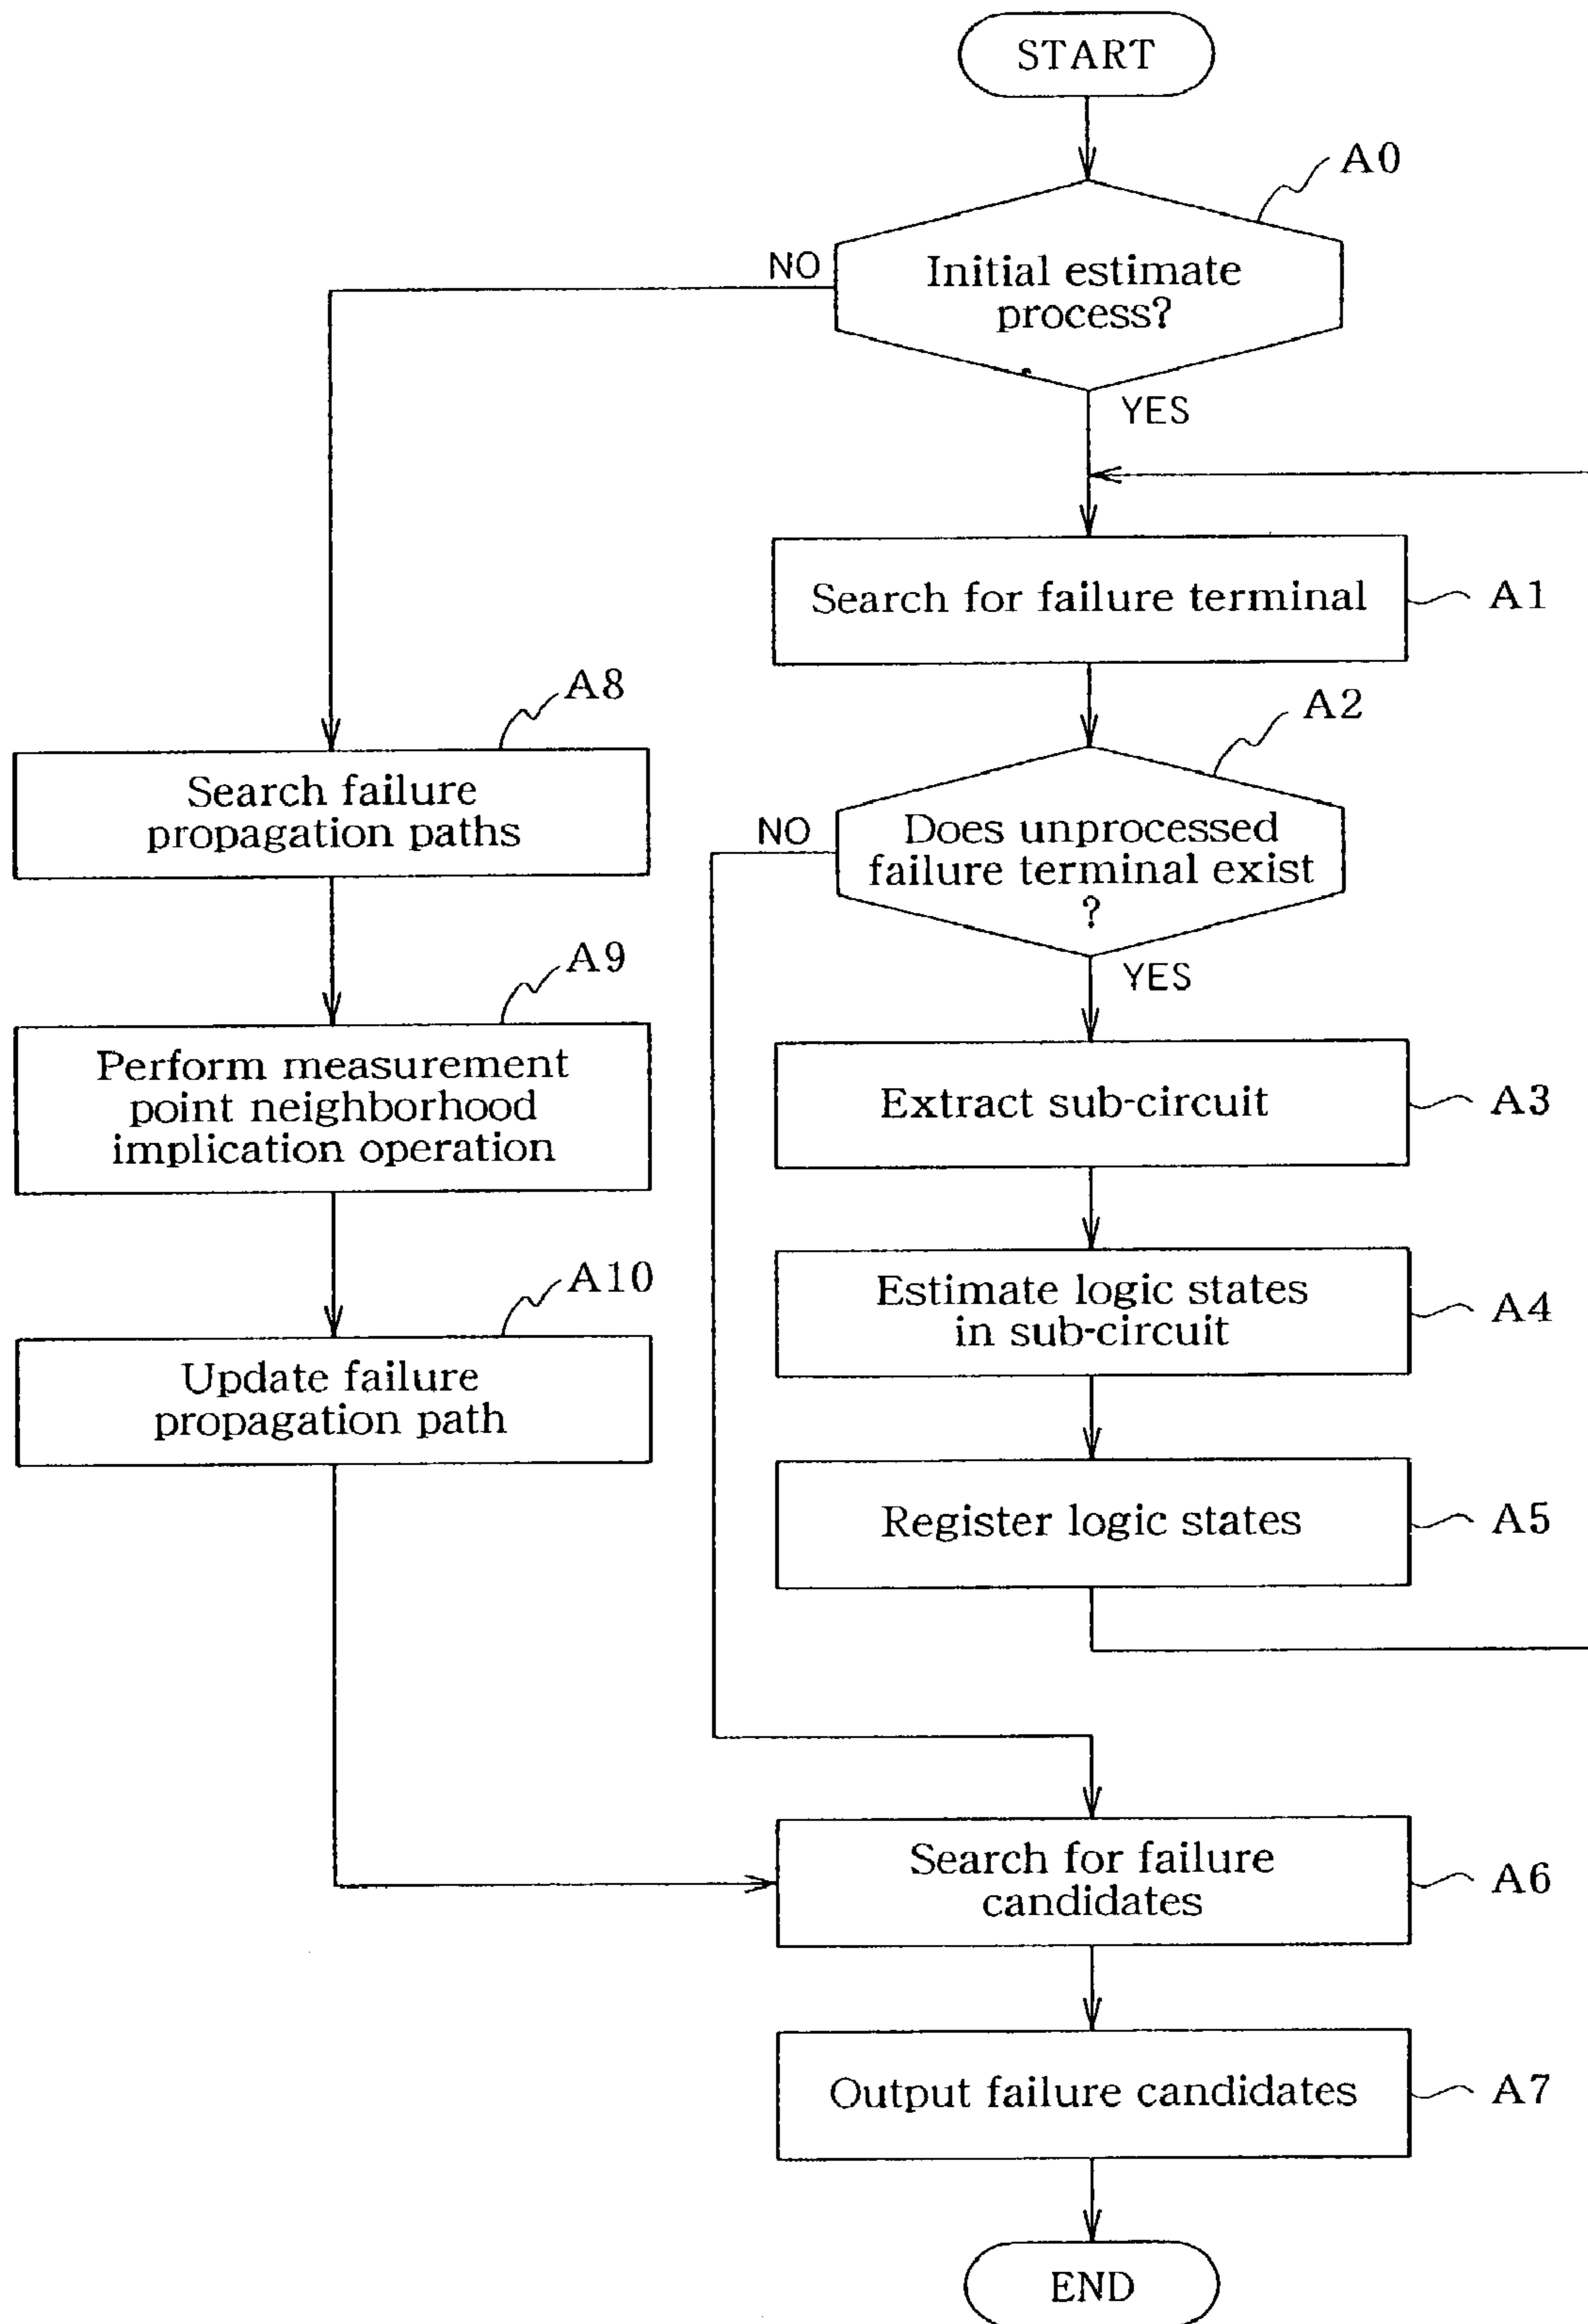 START
A0
Initial estimate
process?
NO
YES
Search for failure terminal
A1
A8
Search failure
propagation paths
A2
Does unprocessed
failure terminal exist
?
NO
YES
A9
Perform measurement
point neighborhood
implication operation
Extract sub-circuit
A3
A10
Update failure
propagation path
Estimate logic states
in sub-circuit
A4
Register logic states
A5
Search for failure
candidates
A6
Output failure candidates
A7
END